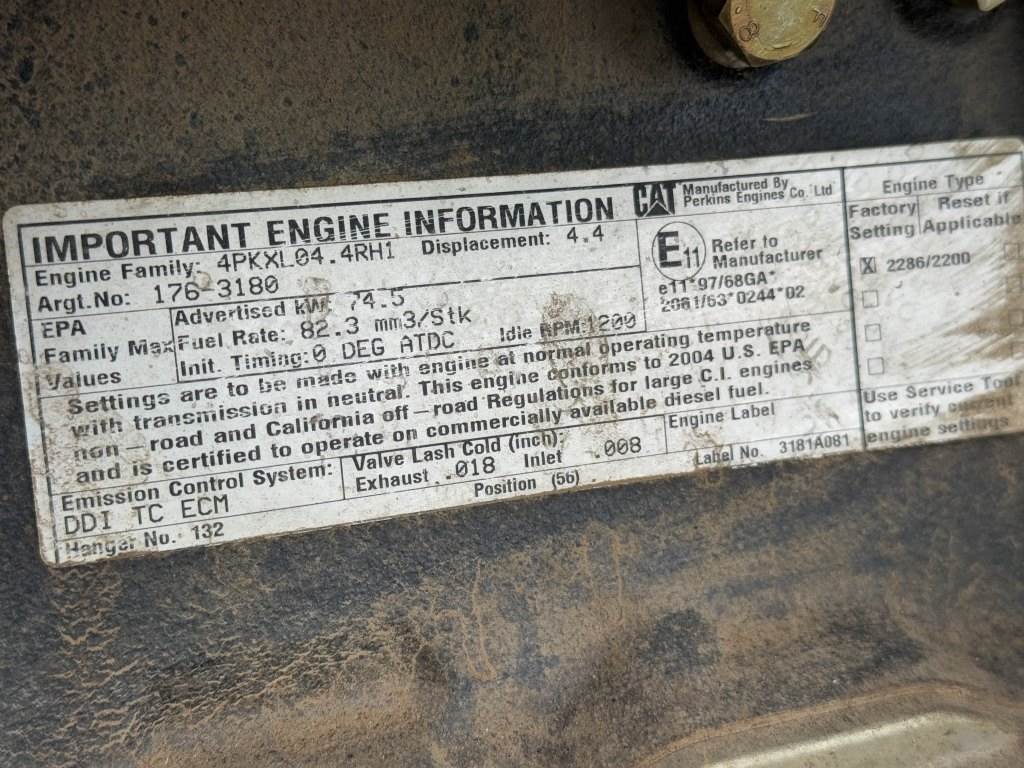 IMPORTANT ENGINE INFORMATION
CAT Manufactured By Perkins Engines Co. Ltd
Engine Family: 4PKXL04.4RH1 Displacement: 4.4
Argt.No: 176-3180
E11 Refer to Manufacturer
e11*97/68GA*
0244*02
EPA Family Max Values
Advertised kW 74.5
Fuel Rate: 82.3 mm3/Stk
Init. Timing: 0 DEG ATDC Idle RPM: 1200
Settings are to be made with engine at normal operating temperature
with transmission in neutral. This engine conforms to 2004 U.S. EPA
non-road and California off-road Regulations for large C.I. engines
and is certified to operate on commercially available diesel fuel.
Emission Control System:
DDI TC ECM
Valve Lash Cold (inch):
Exhaust .018 Inlet .008
Engine Label
Hanger No. 132
Position (56)
Label No. 3181A081
Engine Type
Factory Setting
Reset if Applicable
X 2286/2200
Use Service Tool
to verify current
engine settings
8